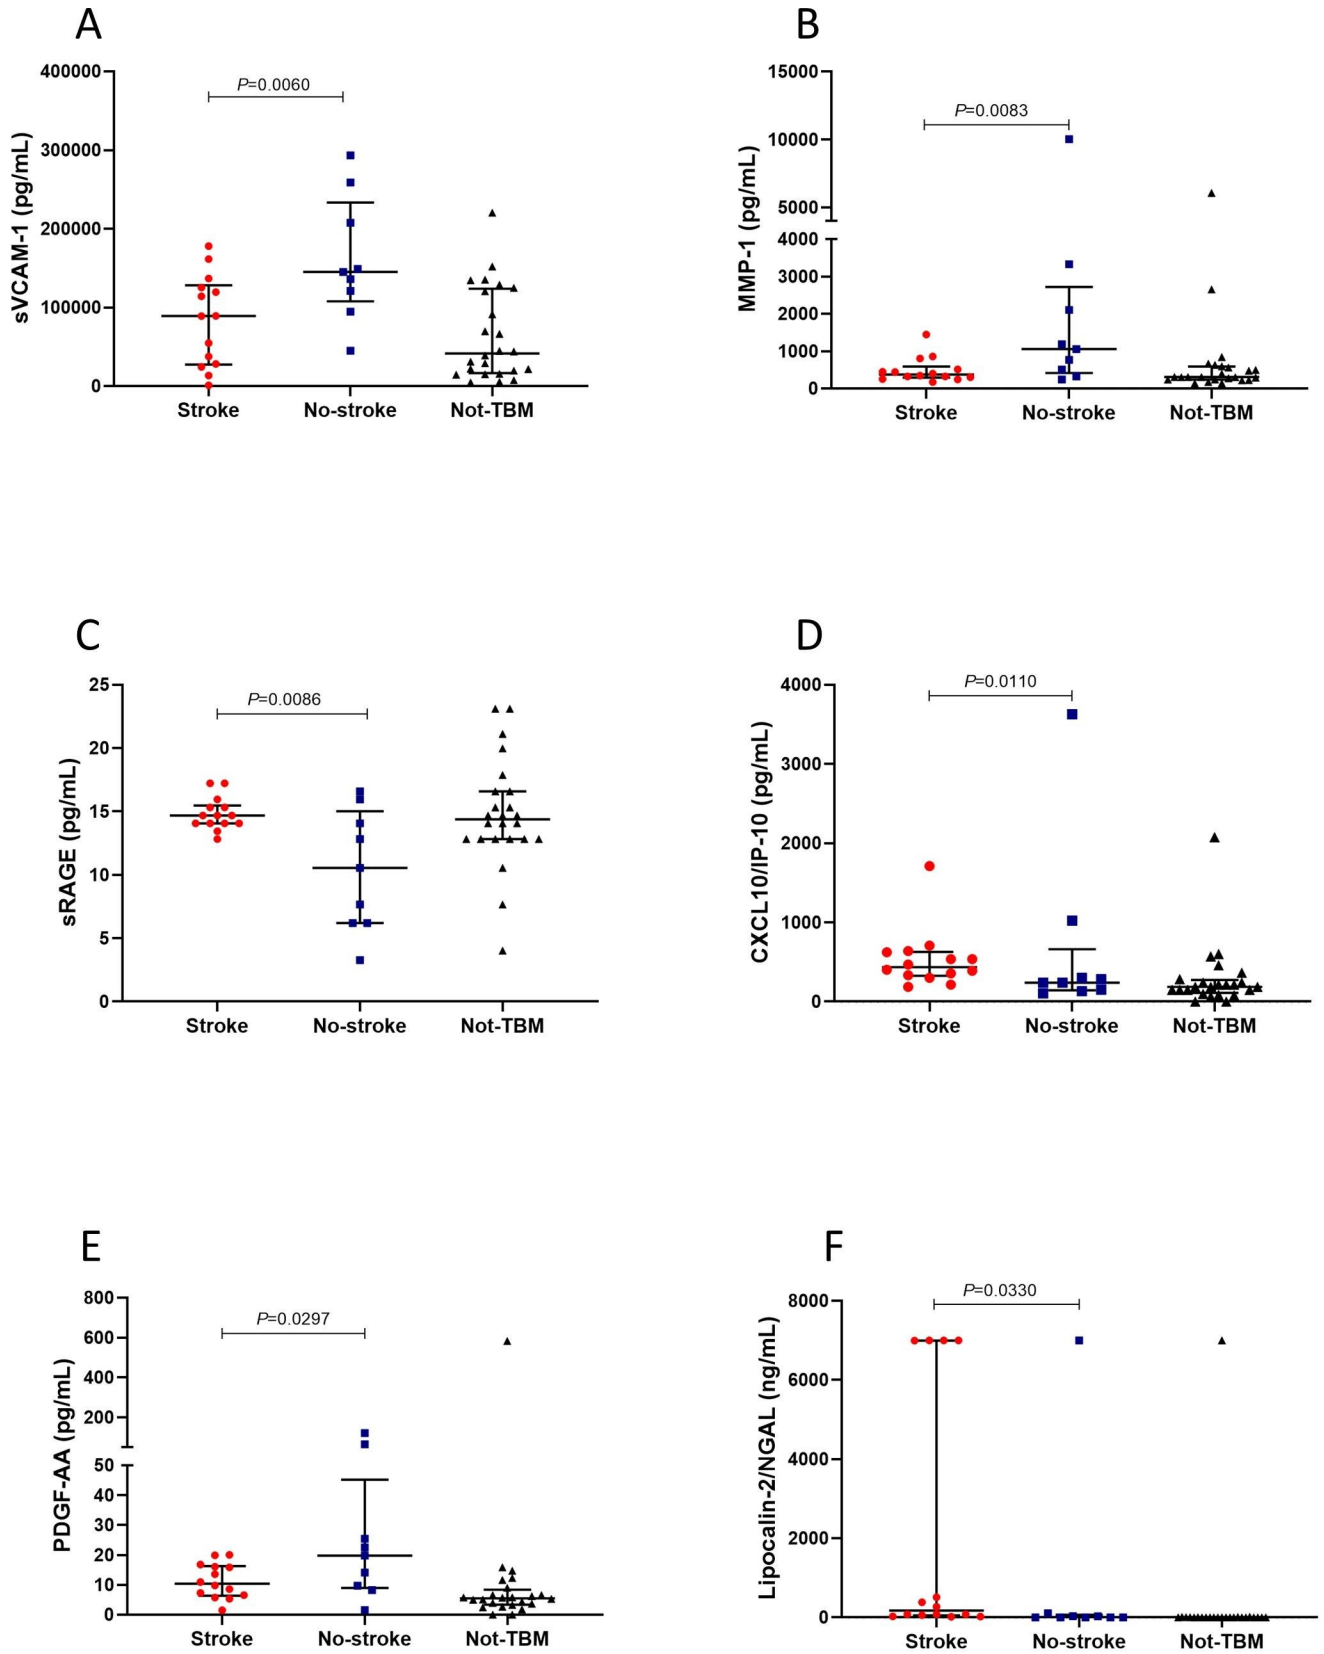 A
sVCAM-1 (pg/mL)
400000
300000
200000
100000
0
P=0.0060
Stroke No-stroke Not-TBM
B
MMP-1 (pg/mL)
15000
10000
5000
4000
3000
2000
1000
0
P=0.0083
Stroke No-stroke Not-TBM
C
sRAGE (pg/mL)
25
20
15
10
5
0
P=0.0086
Stroke No-stroke Not-TBM
D
CXCL10/IP-10 (pg/mL)
4000
3000
2000
1000
0
P=0.0110
Stroke No-stroke Not-TBM
E
PDGF-AA (pg/mL)
800
600
400
200
50
40
30
20
10
0
P=0.0297
Stroke No-stroke Not-TBM
F
Lipocalin-2/NGAL (ng/mL)
8000
6000
4000
2000
0
P=0.0330
Stroke No-stroke Not-TBM